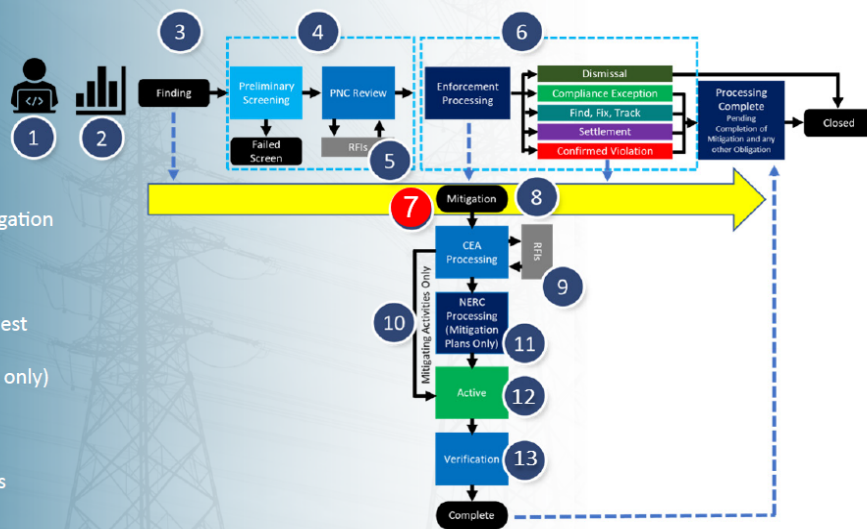 3
4
6
1
2
</>
Finding
Preliminary
Screening
PNC Review
Failed
Screen
RFIs
5
Enforcement
Processing
Dismissal
Compliance Exception
Find, Fix, Track
Settlement
Confirmed Violation
Processing
Complete
Pending
Completion of
Mitigation and any
other Obligation
Closed
gation
est
only)
s
7
Mitigation
8
CEA
Processing
RFIs
9
10
Mitigating Activities Only
NERC
Processing
(Mitigation
Plans Only)
11
Active
12
Verification
13
Complete